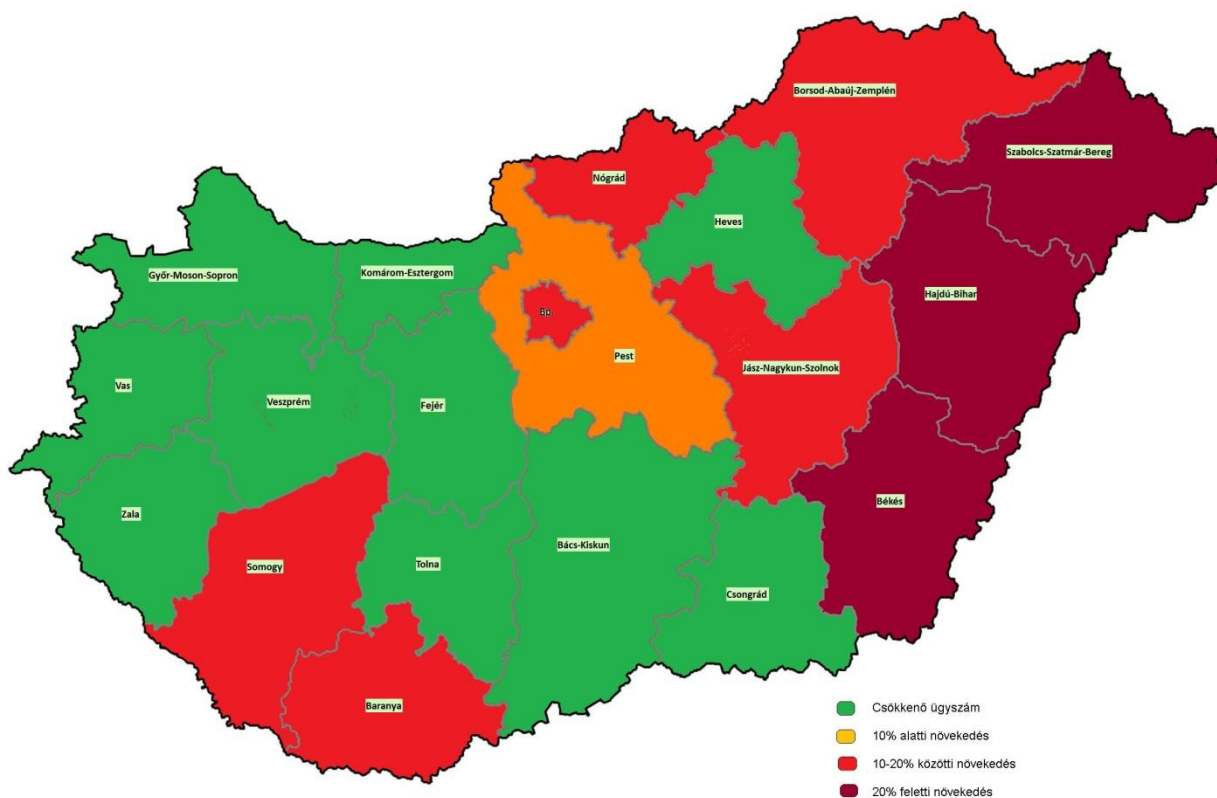 Borsod-Abaúj-Zemplén
Szabolcs-Szatmár-Bereg
Nógrád
Heves
Győr-Moson-Sopron
Komárom-Esztergom
Hajdú-Bihar
Bp.
Pest
Jász-Nagykun-Szolnok
Vas
Veszprém
Fejér
Békés
Zala
Bács-Kiskun
Somogy
Tolna
Csongrád
Baranya
Csökkenő ügyszám
10% alatti növekedés
10-20% közötti növekedés
20% feletti növekedés